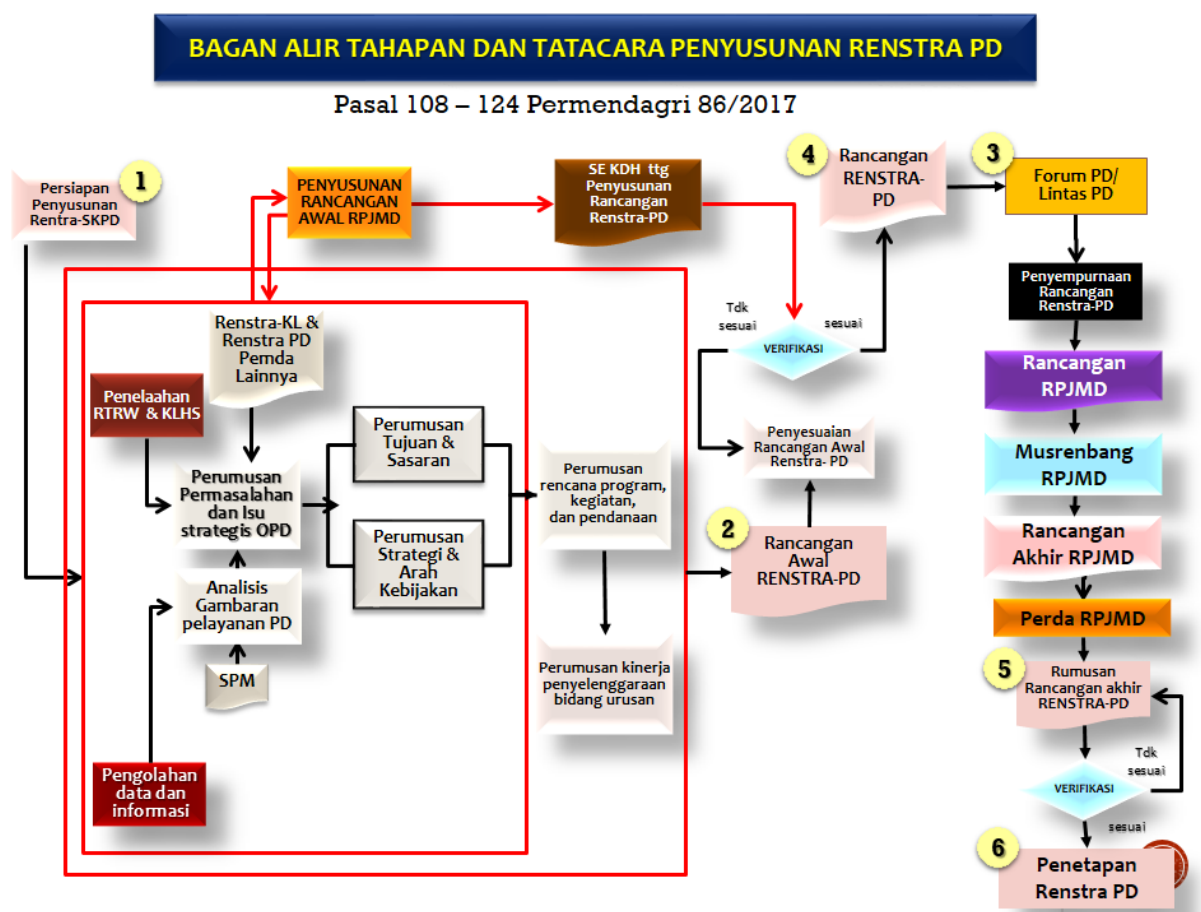 BAGAN ALIR TAHAPAN DAN TATACARA PENYUSUNAN RENSTRA PD
Pasal 108 – 124 Permendagri 86/2017
1
Persiapan
Penyusunan
Rentra-SKPD
PENYUSUNAN
RANCANGAN
AWAL RPJMD
SE KDH ttg
Penyusunan
Rancangan
Renstra-PD
4
Rancangan
RENSTRA-
PD
3
Forum PD/
Lintas PD
Penyempurnaan
Rancangan
Renstra-PD
Renstra-KL &
Renstra PD
Pemda
Lainnya
Penelaahan
RTRW & KLHS
Perumusan
Permasalahan
dan Isu
strategis OPD
Analisis
Gambaran
pelayanan PD
SPM
Pengolahan
data dan
informasi
Perumusan
Tujuan &
Sasaran
Perumusan
Strategi &
Arah
Kebijakan
Perumusan
rencana program,
kegiatan,
dan pendanaan
Perumusan kinerja
penyelenggaraan
bidang urusan
Tdk
sesuai
sesuai
VERIFIKASI
Penyesuaian
Rancangan Awal
Renstra- PD
2
Rancangan
Awal
RENSTRA-PD
Rancangan
RPJMD
Musrenbang
RPJMD
Rancangan
Akhir RPJMD
Perda RPJMD
5
Rumusan
Rancangan akhir
RENSTRA-PD
Tdk
sesuai
VERIFIKASI
sesuai
6
Penetapan
Renstra PD